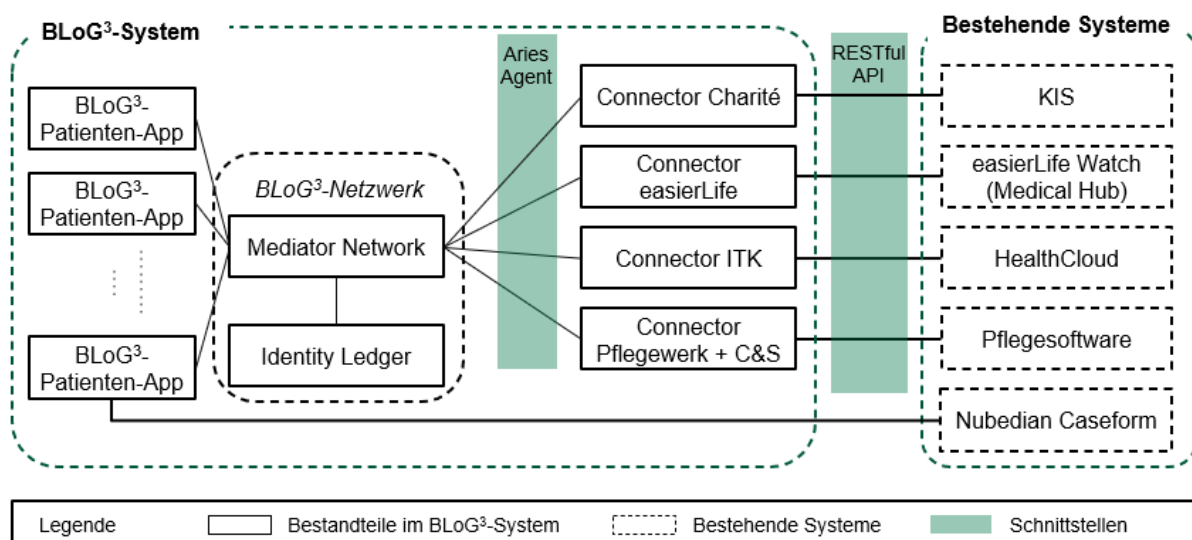 BLoG³-System
Bestehende Systeme
Aries
Agent
RESTful
API
BLoG³-
Patienten-App
BLoG³-
Patienten-App
BLoG³-
Patienten-App
BLoG³-Netzwerk
Mediator Network
Identity Ledger
Connector Charité
Connector
easierLife
Connector ITK
Connector
Pflegewerk + C&S
KIS
easierLife Watch
(Medical Hub)
HealthCloud
Pflegesoftware
Nubedian Caseform
Legende
Bestandteile im BLoG³-System
Bestehende Systeme
Schnittstellen